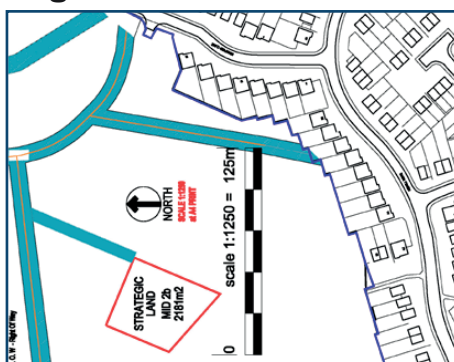 NORTH
SCALE 1:1250
at A4 PRINT
STRATEGIC
LAND
MID 2b
2181m2
0 scale 1:1250 = 125m
O. W - Right Of Way